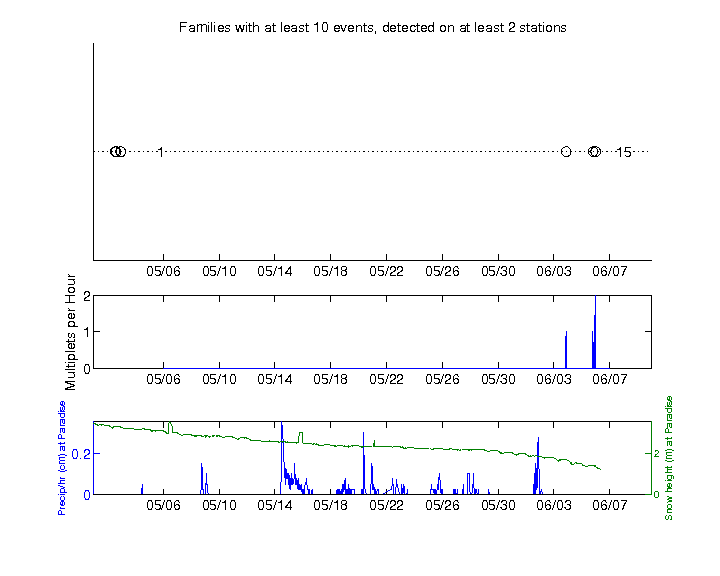 Families with at least 10 events, detected on at least 2 stations
1 15
05/06 05/10 05/14 05/18 05/22 05/26 05/30 06/03 06/07
Multiplets per Hour
2
1
0
05/06 05/10 05/14 05/18 05/22 05/26 05/30 06/03 06/07
Precip/hr (cm) at Paradise
0.2
0
2
0
Snow height (m) at Paradise
05/06 05/10 05/14 05/18 05/22 05/26 05/30 06/03 06/07